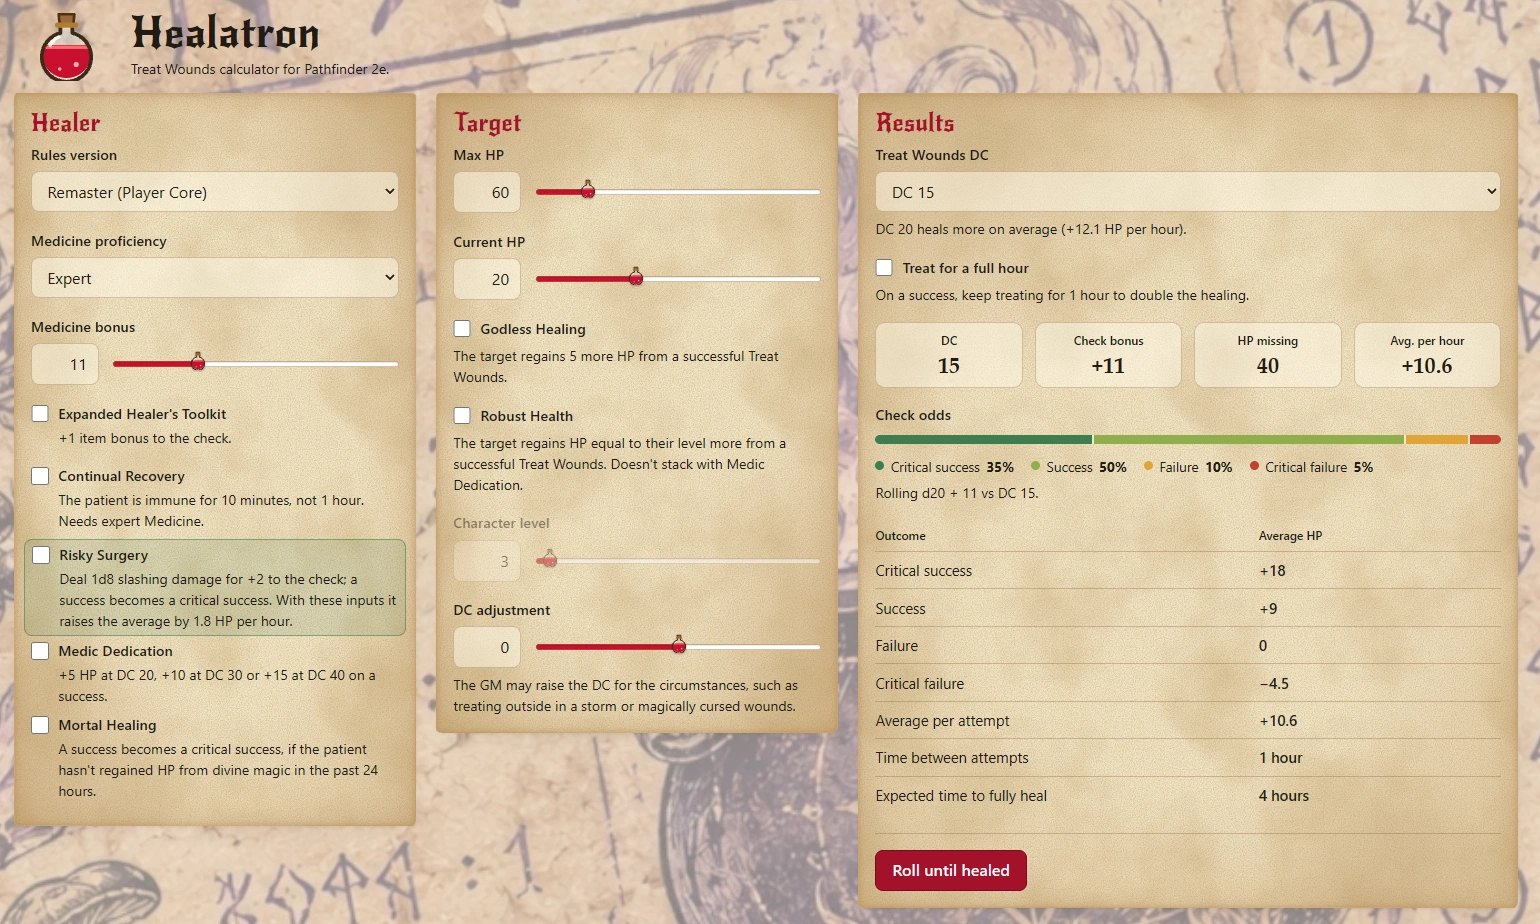 Healatron
Treat Wounds calculator for Pathfinder 2e.
Healer
Rules version
Remaster (Player Core)
Medicine proficiency
Expert
Medicine bonus
11
Expanded Healer's Toolkit
+1 item bonus to the check.
Continual Recovery
The patient is immune for 10 minutes, not 1 hour.
Needs expert Medicine.
Risky Surgery
Deal 1d8 slashing damage for +2 to the check; a
success becomes a critical success. With these inputs it
raises the average by 1.8 HP per hour.
Medic Dedication
+5 HP at DC 20, +10 at DC 30 or +15 at DC 40 on a
success.
Mortal Healing
A success becomes a critical success, if the patient
hasn't regained HP from divine magic in the past 24
hours.
Target
Max HP
60
Current HP
20
Godless Healing
The target regains 5 more HP from a successful Treat
Wounds.
Robust Health
The target regains HP equal to their level more from a
successful Treat Wounds. Doesn't stack with Medic
Dedication.
Character level
3
DC adjustment
0
The GM may raise the DC for the circumstances, such as
treating outside in a storm or magically cursed wounds.
Results
Treat Wounds DC
DC 15
DC 20 heals more on average (+12.1 HP per hour).
Treat for a full hour
On a success, keep treating for 1 hour to double the healing.
DC
15
Check bonus
+11
HP missing
40
Avg. per hour
+10.6
Check odds
Critical success 35% Success 50% Failure 10% Critical failure 5%
Rolling d20 + 11 vs DC 15.
Outcome Average HP
Critical success +18
Success +9
Failure 0
Critical failure −4.5
Average per attempt +10.6
Time between attempts 1 hour
Expected time to fully heal 4 hours
Roll until healed